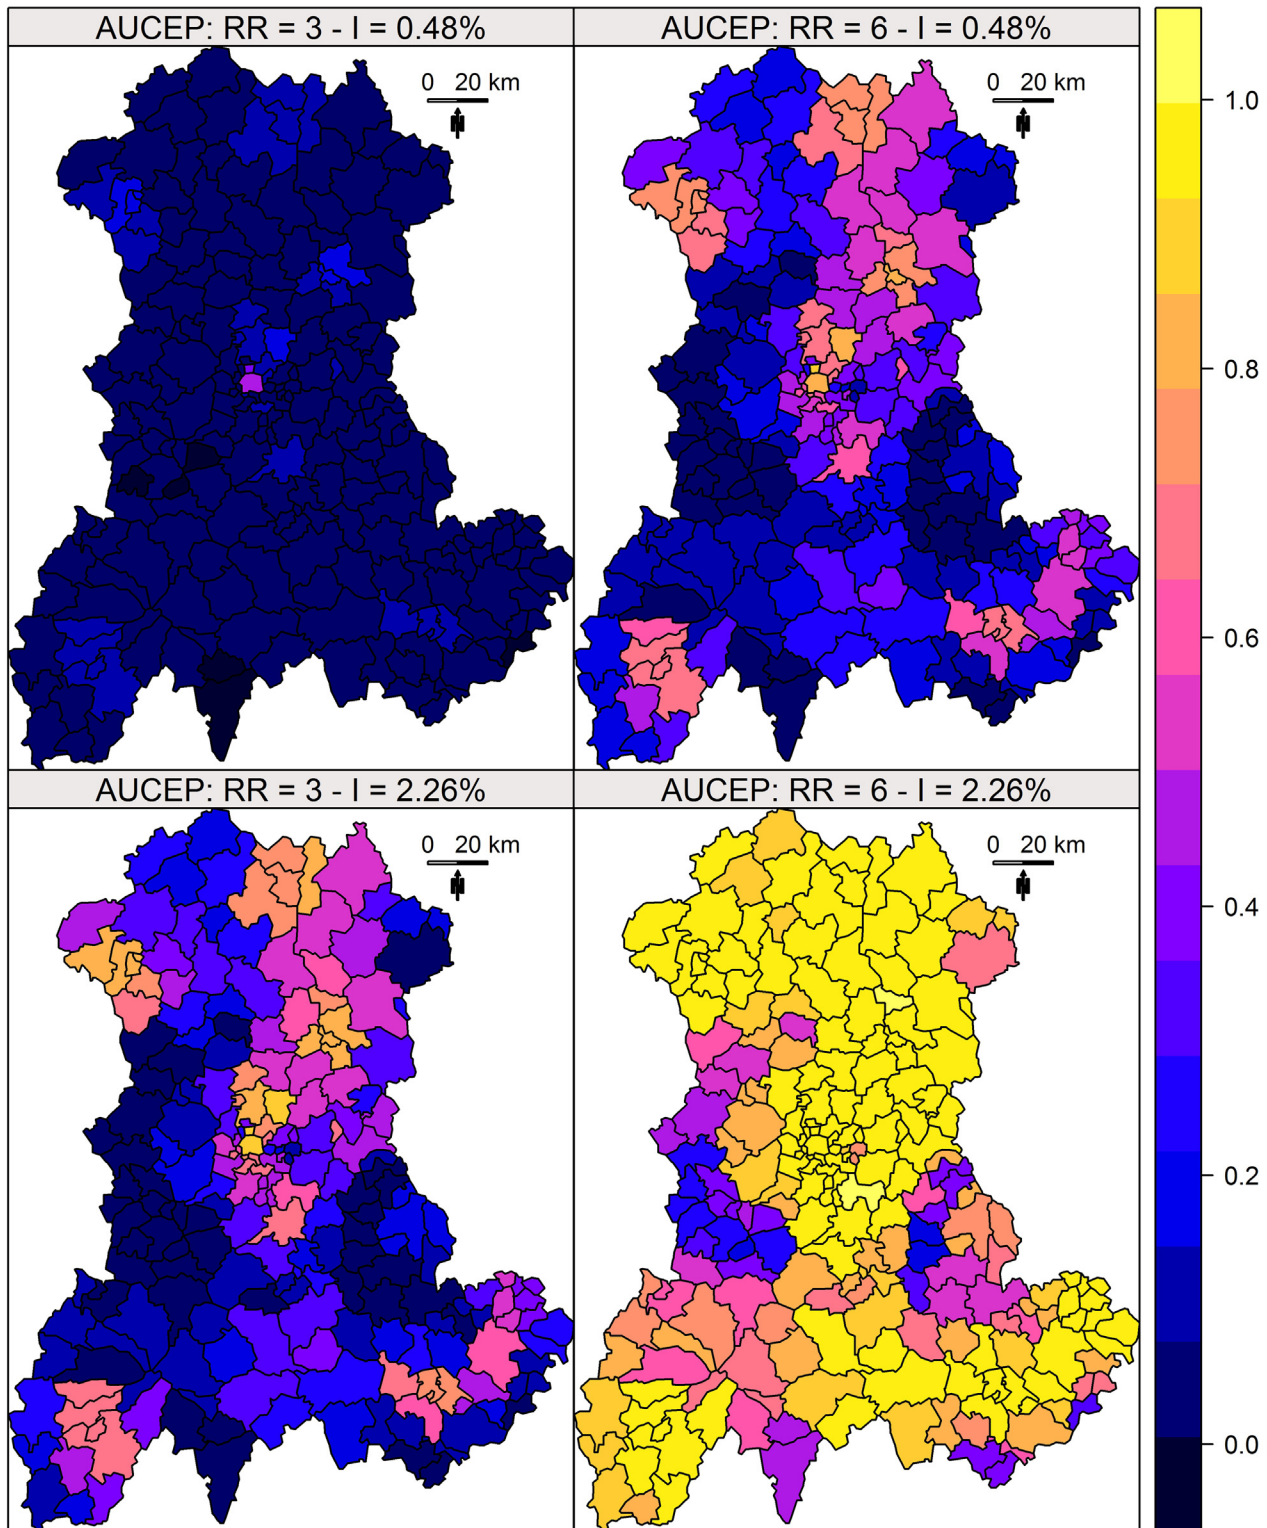 AUCEP: RR = 3 - I = 0.48%
AUCEP: RR = 6 - I = 0.48%
0 20 km
N
0 20 km
N
1.0
0.8
0.6
0.4
0.2
0.0
AUCEP: RR = 3 - I = 2.26%
AUCEP: RR = 6 - I = 2.26%
0 20 km
N
0 20 km
N